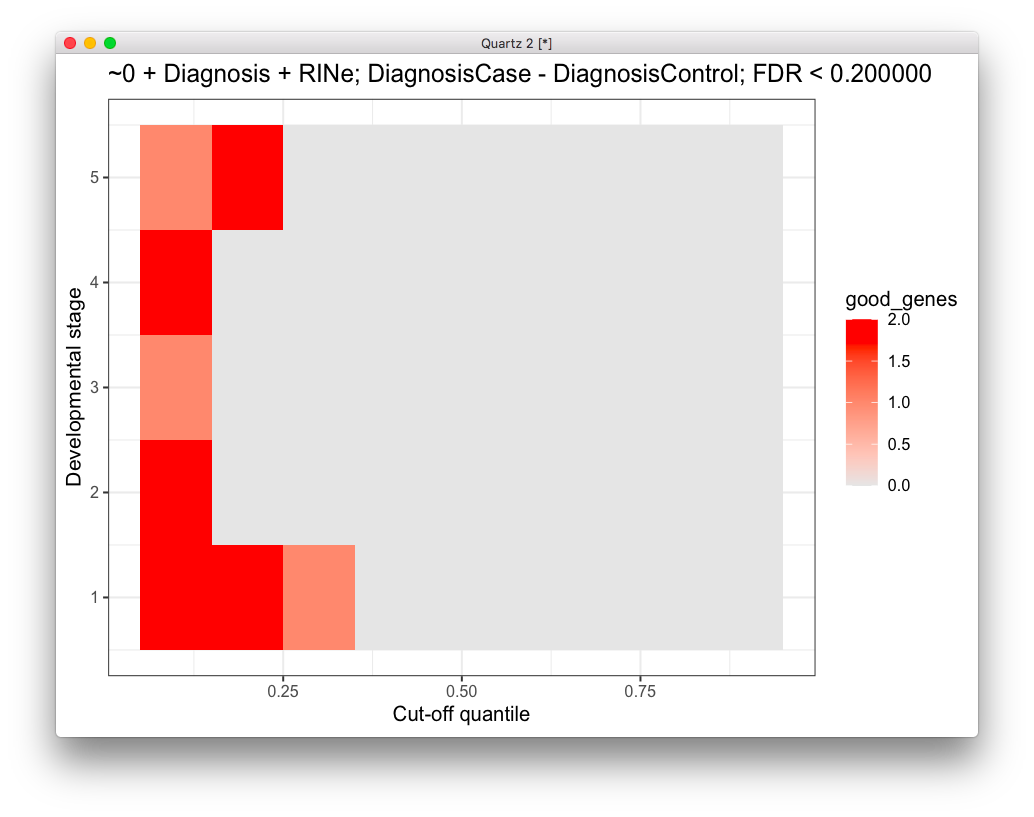 Quartz 2 [*]
~0 + Diagnosis + RINe; DiagnosisCase - DiagnosisControl; FDR < 0.200000
Developmental stage
5
4
3
2
1
0.25 0.50 0.75
Cut-off quantile
good_genes
2.0
1.5
1.0
0.5
0.0